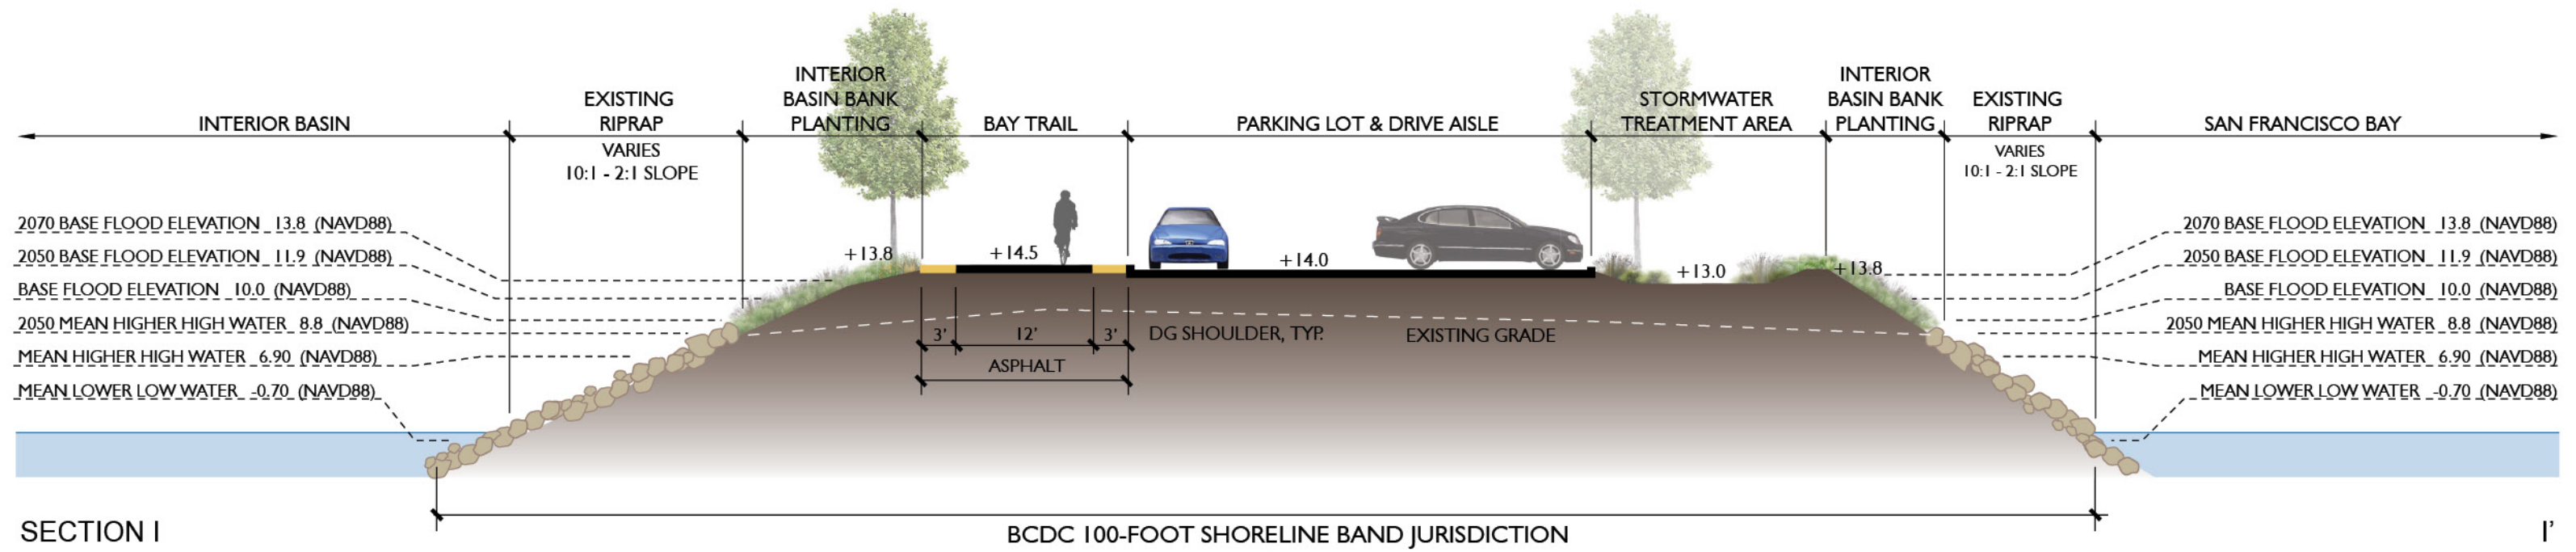 INTERIOR BASIN
EXISTING
RIPRAP
VARIES
10:1 - 2:1 SLOPE
INTERIOR
BASIN BANK
PLANTING
BAY TRAIL
PARKING LOT & DRIVE AISLE
STORMWATER
TREATMENT AREA
INTERIOR
BASIN BANK
PLANTING
EXISTING
RIPRAP
VARIES
10:1 - 2:1 SLOPE
SAN FRANCISCO BAY
2070 BASE FLOOD ELEVATION 13.8 (NAVD88)
2050 BASE FLOOD ELEVATION 11.9 (NAVD88)
BASE FLOOD ELEVATION 10.0 (NAVD88)
2050 MEAN HIGHER HIGH WATER 8.8 (NAVD88)
MEAN HIGHER HIGH WATER 6.90 (NAVD88)
MEAN LOWER LOW WATER -0.70 (NAVD88)
+13.8
+14.5
+14.0
+13.0
+13.8
3'
12'
3'
ASPHALT
DG SHOULDER, TYP.
EXISTING GRADE
2070 BASE FLOOD ELEVATION 13.8 (NAVD88)
2050 BASE FLOOD ELEVATION 11.9 (NAVD88)
BASE FLOOD ELEVATION 10.0 (NAVD88)
2050 MEAN HIGHER HIGH WATER 8.8 (NAVD88)
MEAN HIGHER HIGH WATER 6.90 (NAVD88)
MEAN LOWER LOW WATER -0.70 (NAVD88)
SECTION I
BCDC 100-FOOT SHORELINE BAND JURISDICTION
I'